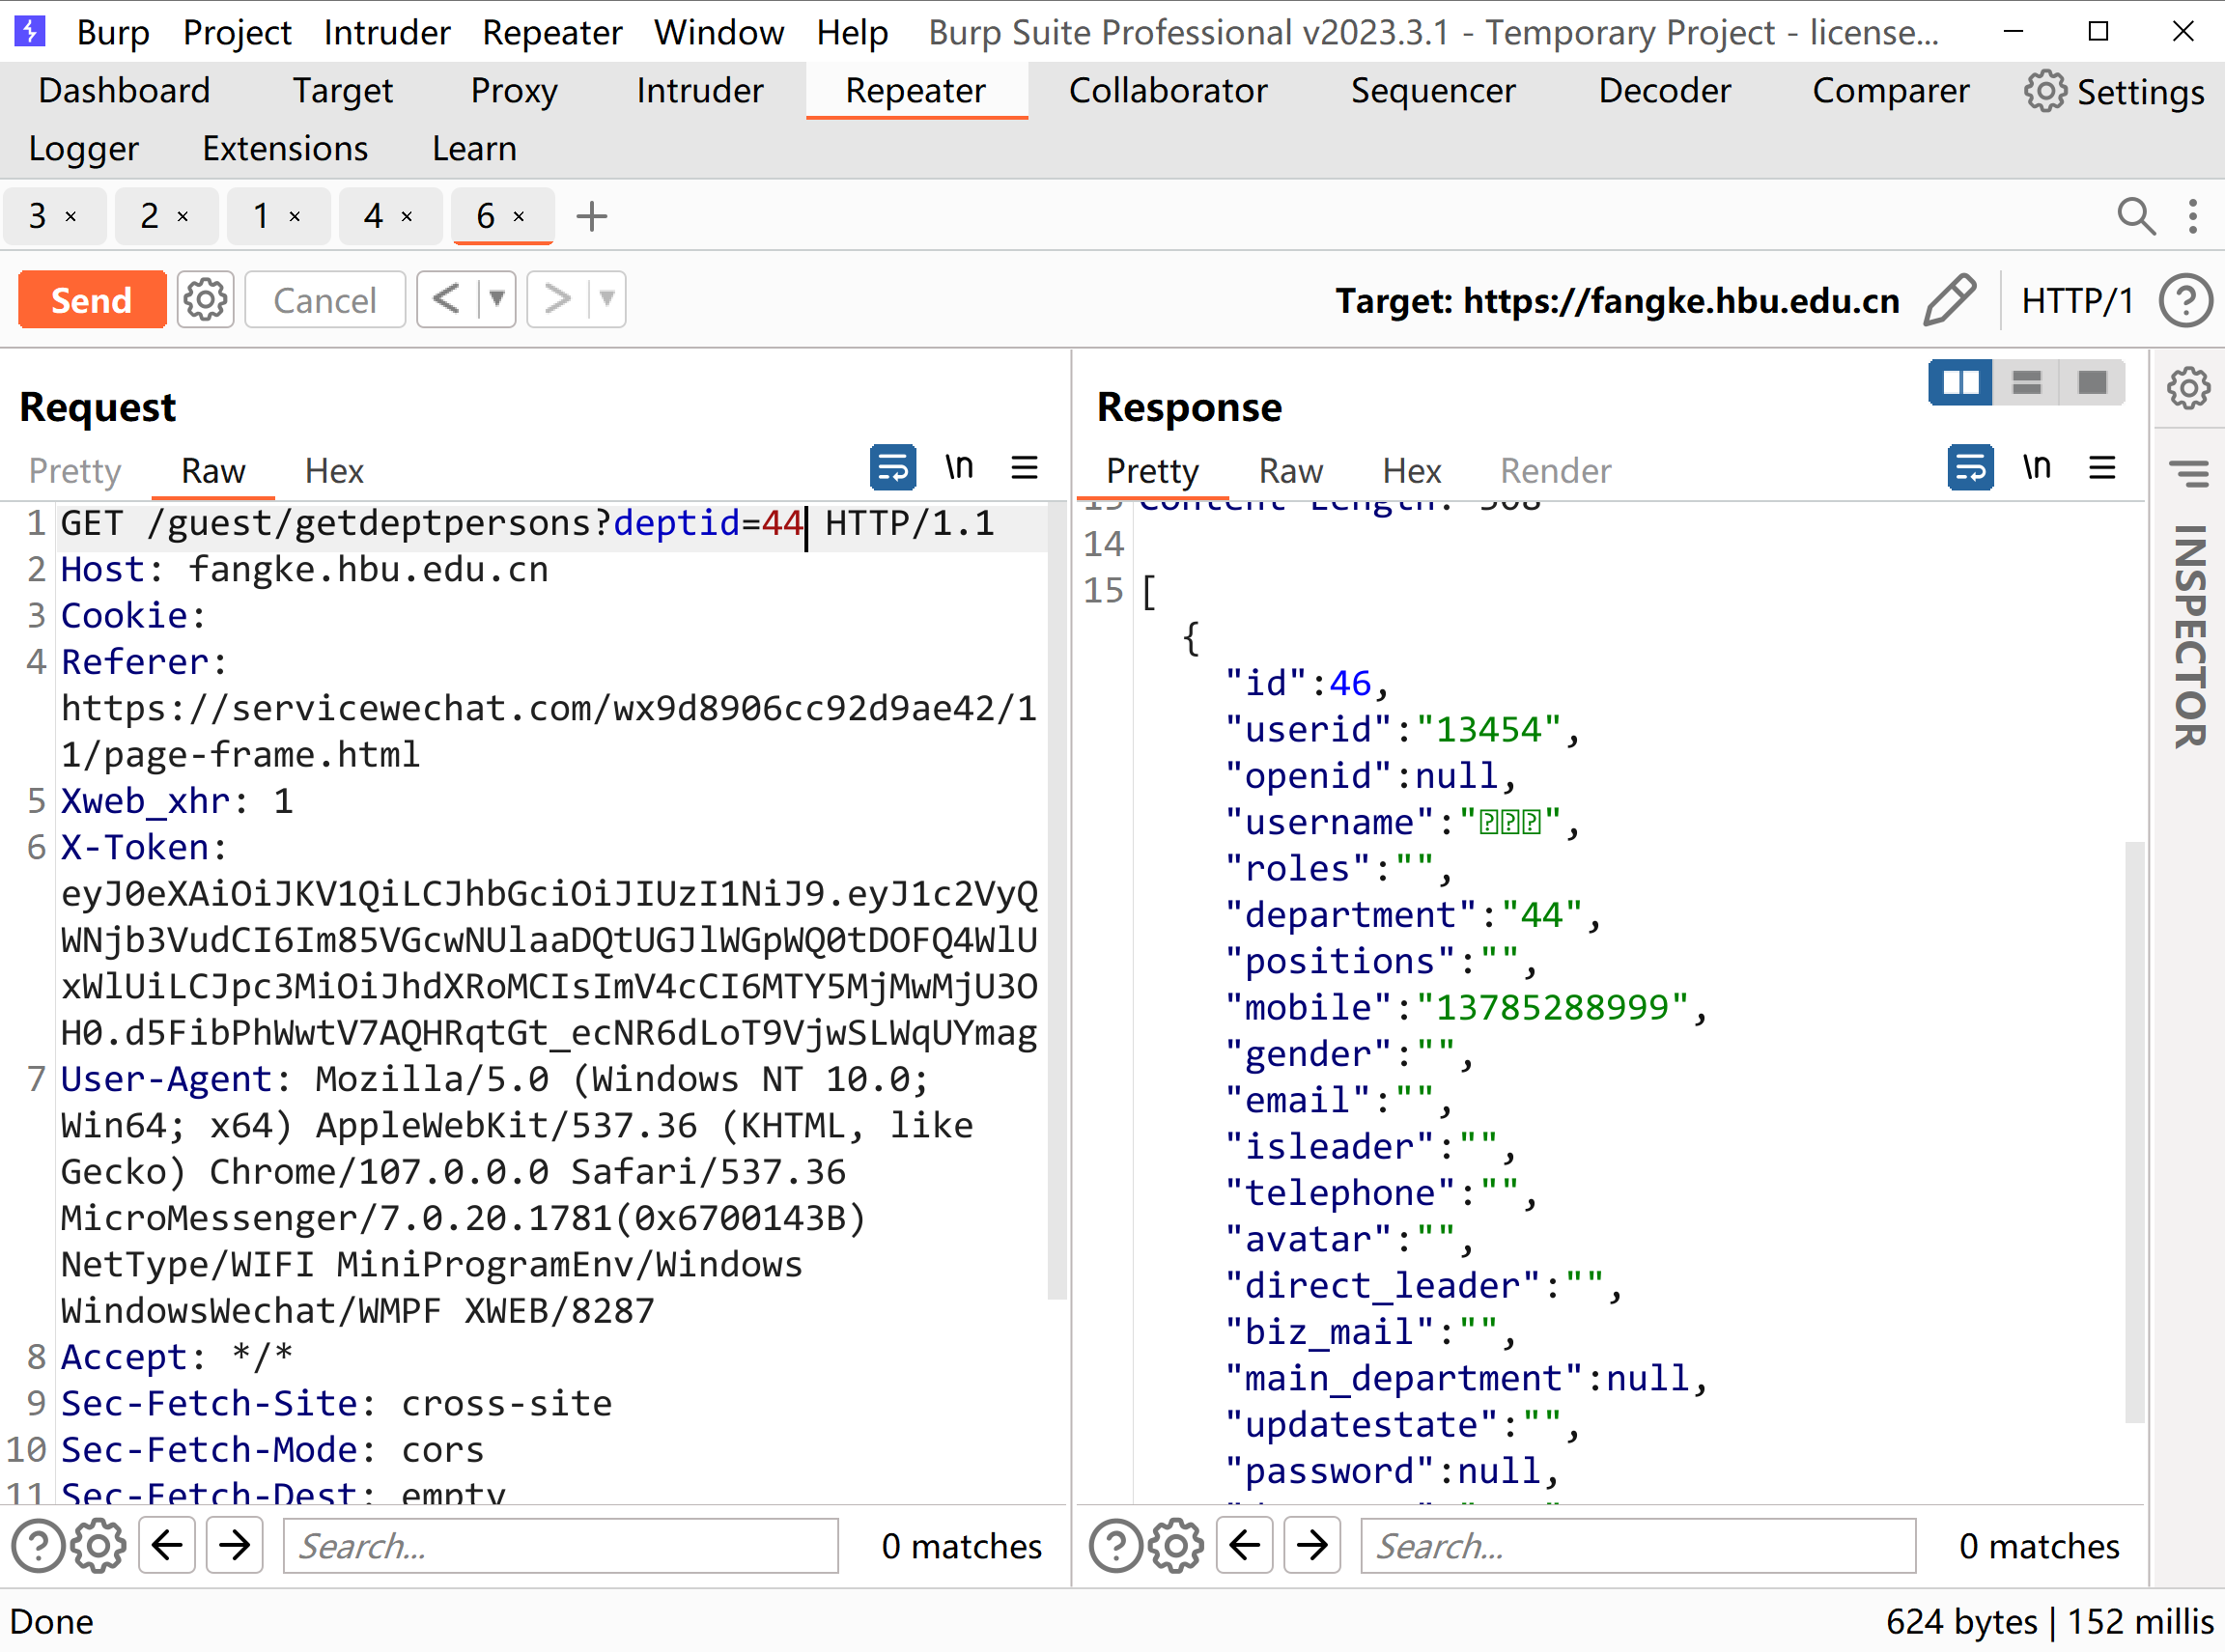 Burp Project Intruder Repeater Window Help Burp Suite Professional v2023.3.1 - Temporary Project - license...
Dashboard Target Proxy Intruder Repeater Collaborator Sequencer Decoder Comparer Settings
Logger Extensions Learn
3 × 2 × 1 × 4 × 6 × +
Send Cancel < > Target: https://fangke.hbu.edu.cn HTTP/1 ?
Request
Pretty Raw Hex \n
1 GET /guest/getdeptpersons?deptid=44 HTTP/1.1
2 Host: fangke.hbu.edu.cn
3 Cookie:
4 Referer:
https://servicewechat.com/wx9d8906cc92d9ae42/1
1/page-frame.html
5 Xweb_xhr: 1
6 X-Token:
eyJ0eXAiOiJKV1QiLCJhbGciOiJIUzI1NiJ9.eyJ1c2VyQ
WNjb3VudCI6Im85VGcwNUlaaDQtUGJlWGpWQ0tDOFQ4WlU
xWlUiLCJpc3MiOiJhdXRoMCIsImV4cCI6MTY5MjMwMjU3O
H0.d5FibPhWwtV7AQHRqtGt_ecNR6dLoT9VjwSLWqUYmag
7 User-Agent: Mozilla/5.0 (Windows NT 10.0;
Win64; x64) AppleWebKit/537.36 (KHTML, like
Gecko) Chrome/107.0.0.0 Safari/537.36
MicroMessenger/7.0.20.1781(0x6700143B)
NetType/WIFI MiniProgramEnv/Windows
WindowsWechat/WMPF XWEB/8287
8 Accept: */*
9 Sec-Fetch-Site: cross-site
10 Sec-Fetch-Mode: cors
11 Sec-Fetch-Dest: empty
? Search... 0 matches
Response
Pretty Raw Hex Render \n
13 Content-Length: 508
14
15 [
{
"id":46,
"userid":"13454",
"openid":null,
"username":"???",
"roles":"",
"department":"44",
"positions":"",
"mobile":"13785288999",
"gender":"",
"email":"",
"isleader":"",
"telephone":"",
"avatar":"",
"direct_leader":"",
"biz_mail":"",
"main_department":null,
"updatestate":"",
"password":null,
? Search... 0 matches
INSPECTOR
Done 624 bytes | 152 millis